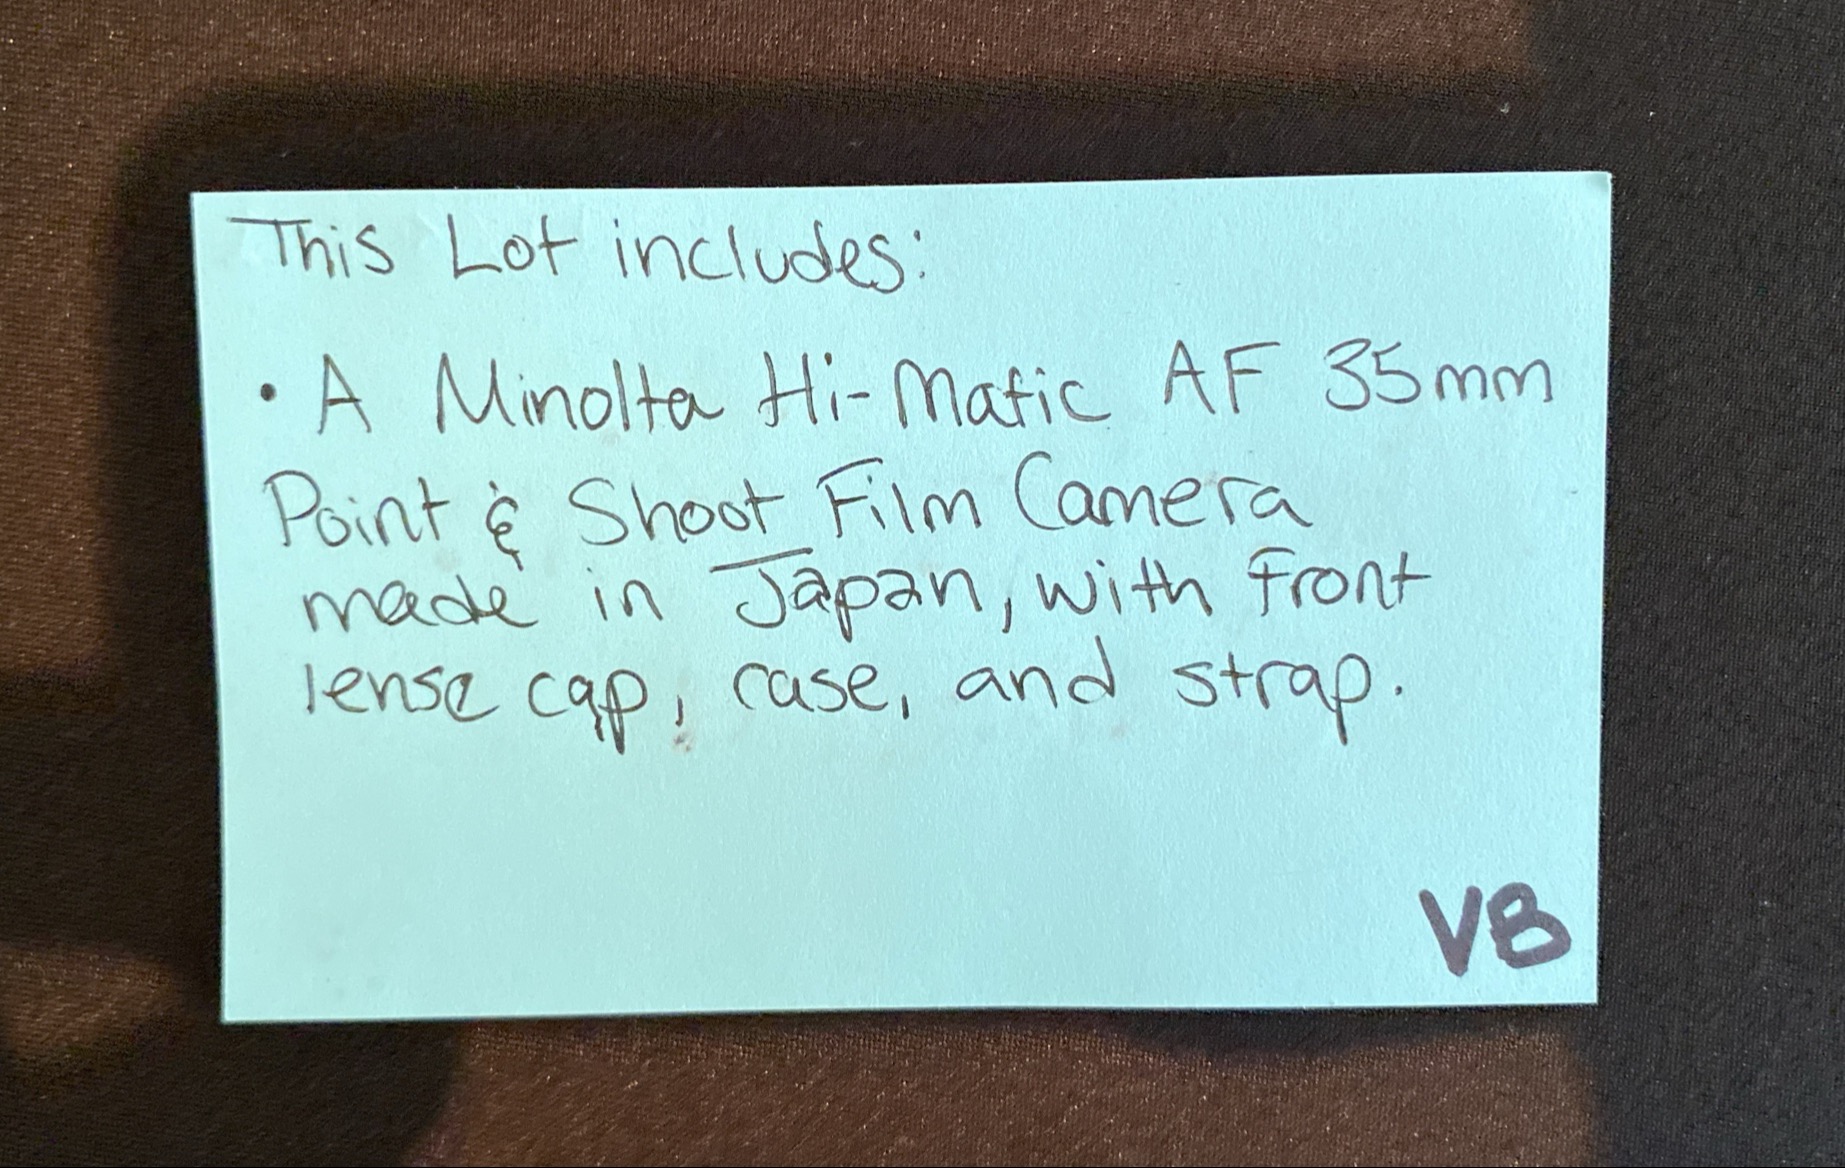 This Lot includes:
• A Minolta Hi-Matic AF 35mm
Point & Shoot Film Camera
made in Japan, with front
lense cap, case, and strap.
VB